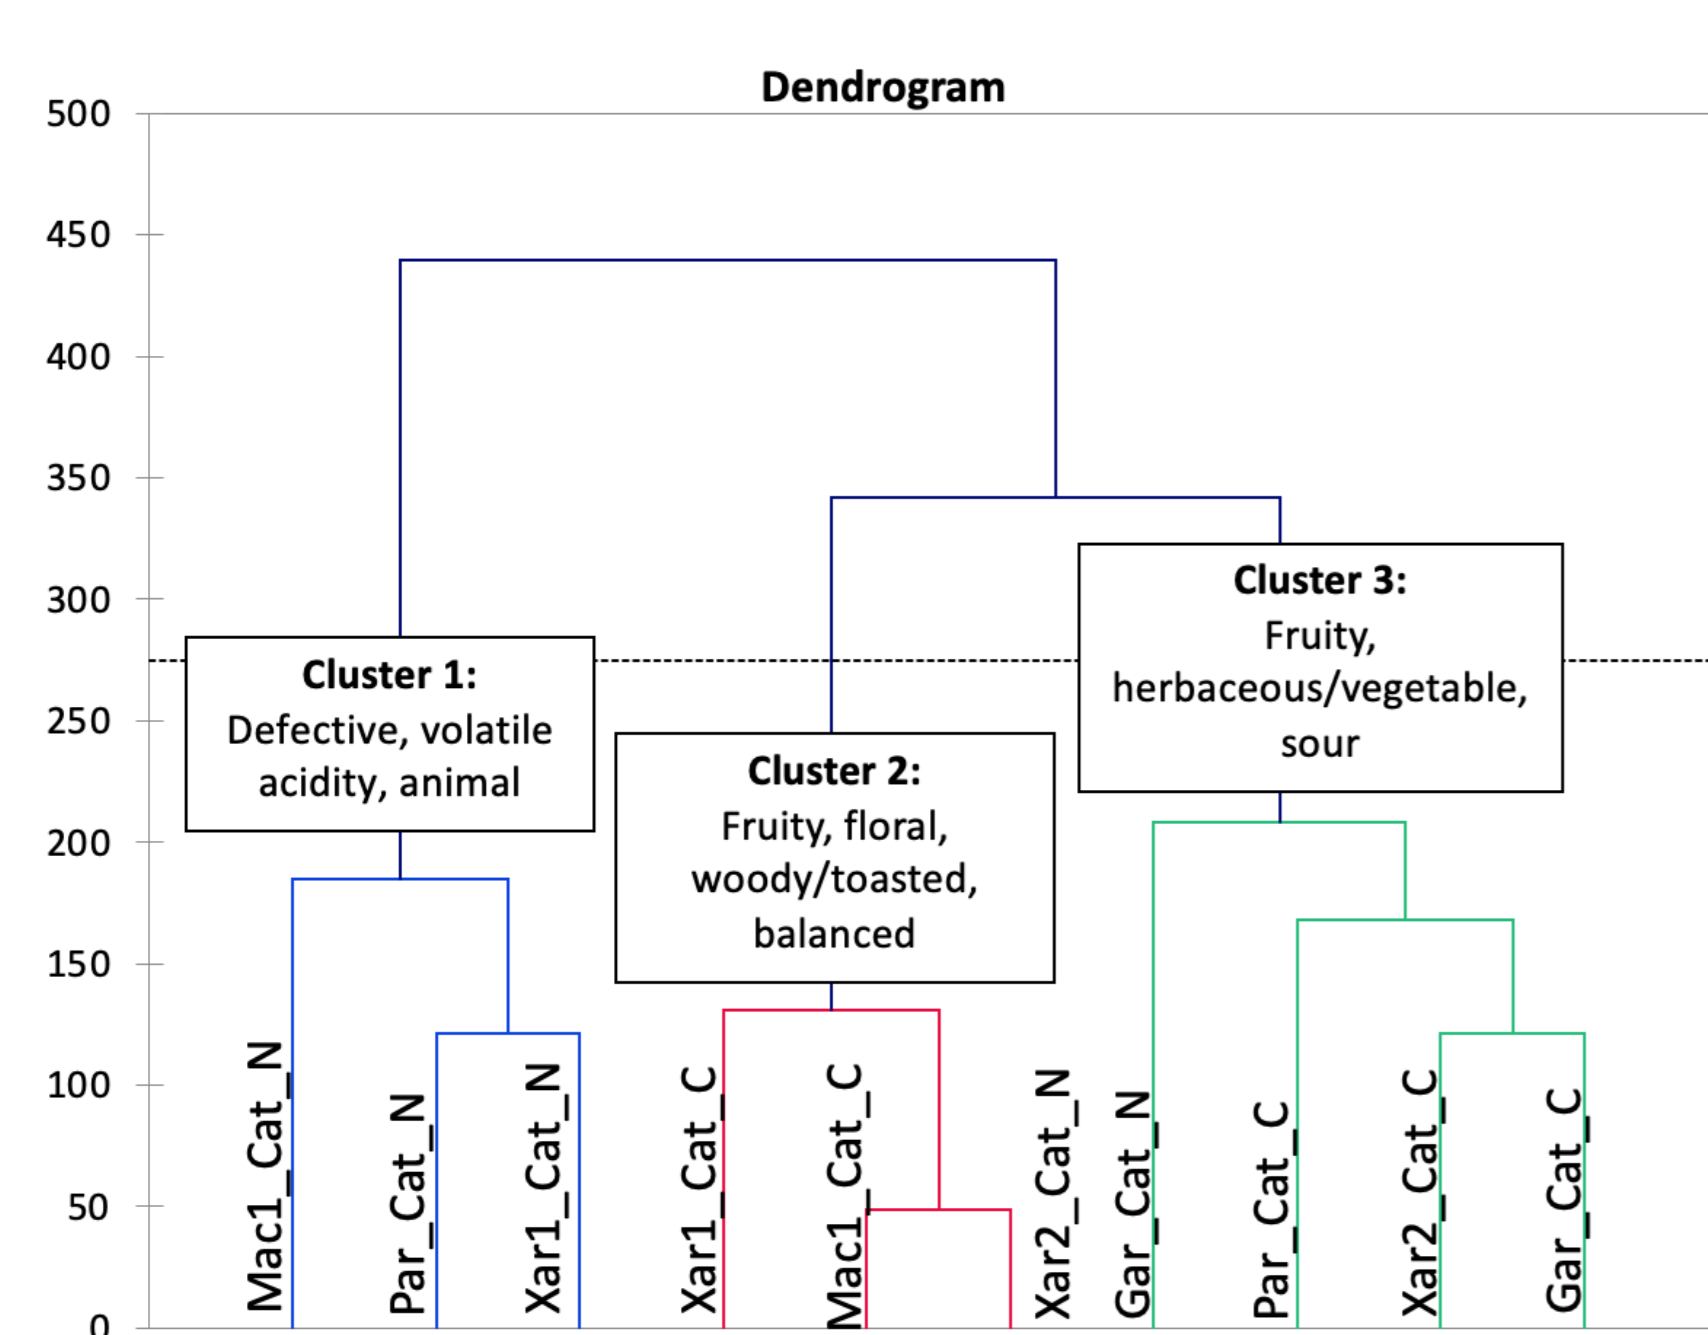 Dendrogram
500
450
400
350
300
250
200
150
100
50
0
Cluster 1:
Defective, volatile
acidity, animal
Cluster 2:
Fruity, floral,
woody/toasted,
balanced
Cluster 3:
Fruity,
herbaceous/vegetable,
sour
Mac1_Cat_N
Par_Cat_N
Xar1_Cat_N
Xar1_Cat_C
Mac1_Cat_C
Xar2_Cat_N
Gar_Cat_N
Par_Cat_C
Xar2_Cat_C
Gar_Cat_C